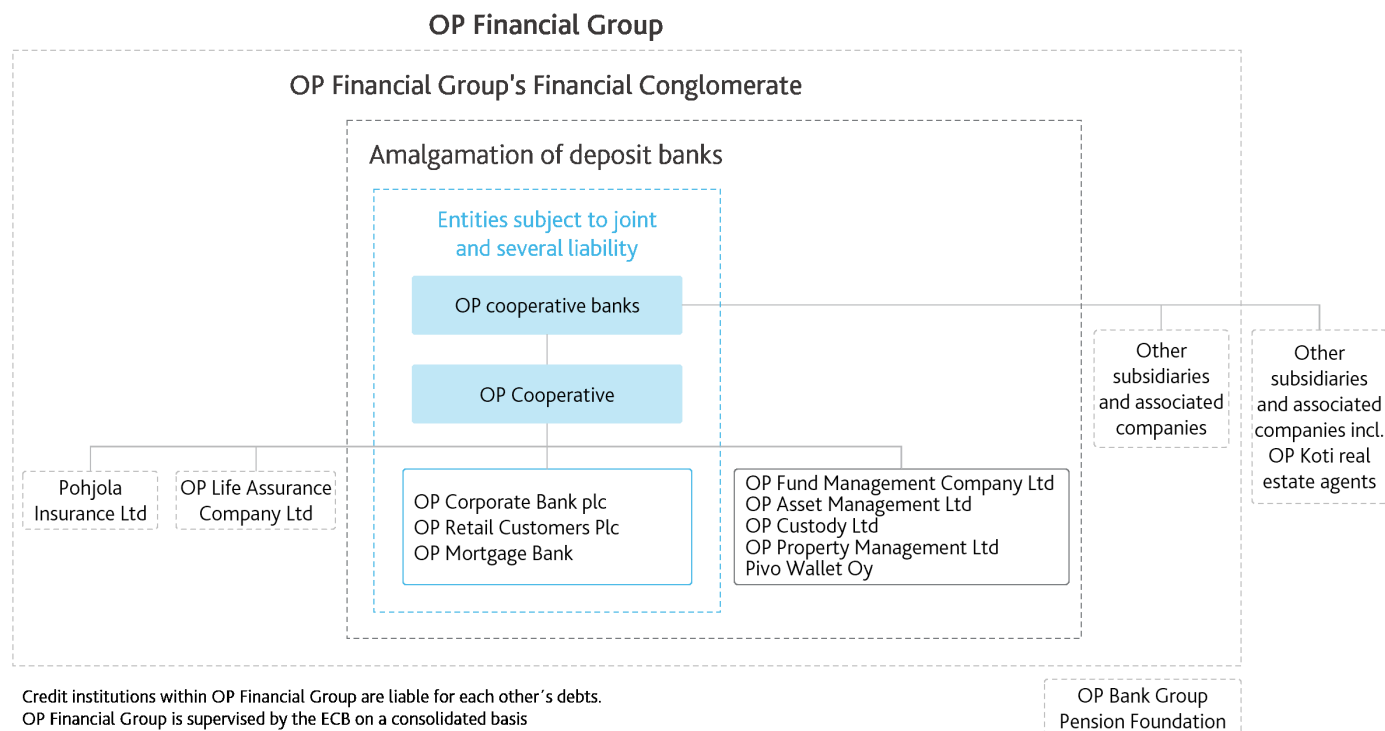 OP Financial Group
OP Financial Group's Financial Conglomerate
Amalgamation of deposit banks
Entities subject to joint
and several liability
OP cooperative banks
OP Cooperative
Other
subsidiaries
and associated
companies
Other
subsidiaries
and associated
companies incl.
OP Koti real
estate agents
Pohjola
Insurance Ltd
OP Life Assurance
Company Ltd
OP Corporate Bank plc
OP Retail Customers Plc
OP Mortgage Bank
OP Fund Management Company Ltd
OP Asset Management Ltd
OP Custody Ltd
OP Property Management Ltd
Pivo Wallet Oy
Credit institutions within OP Financial Group are liable for each other´s debts.
OP Financial Group is supervised by the ECB on a consolidated basis
OP Bank Group
Pension Foundation